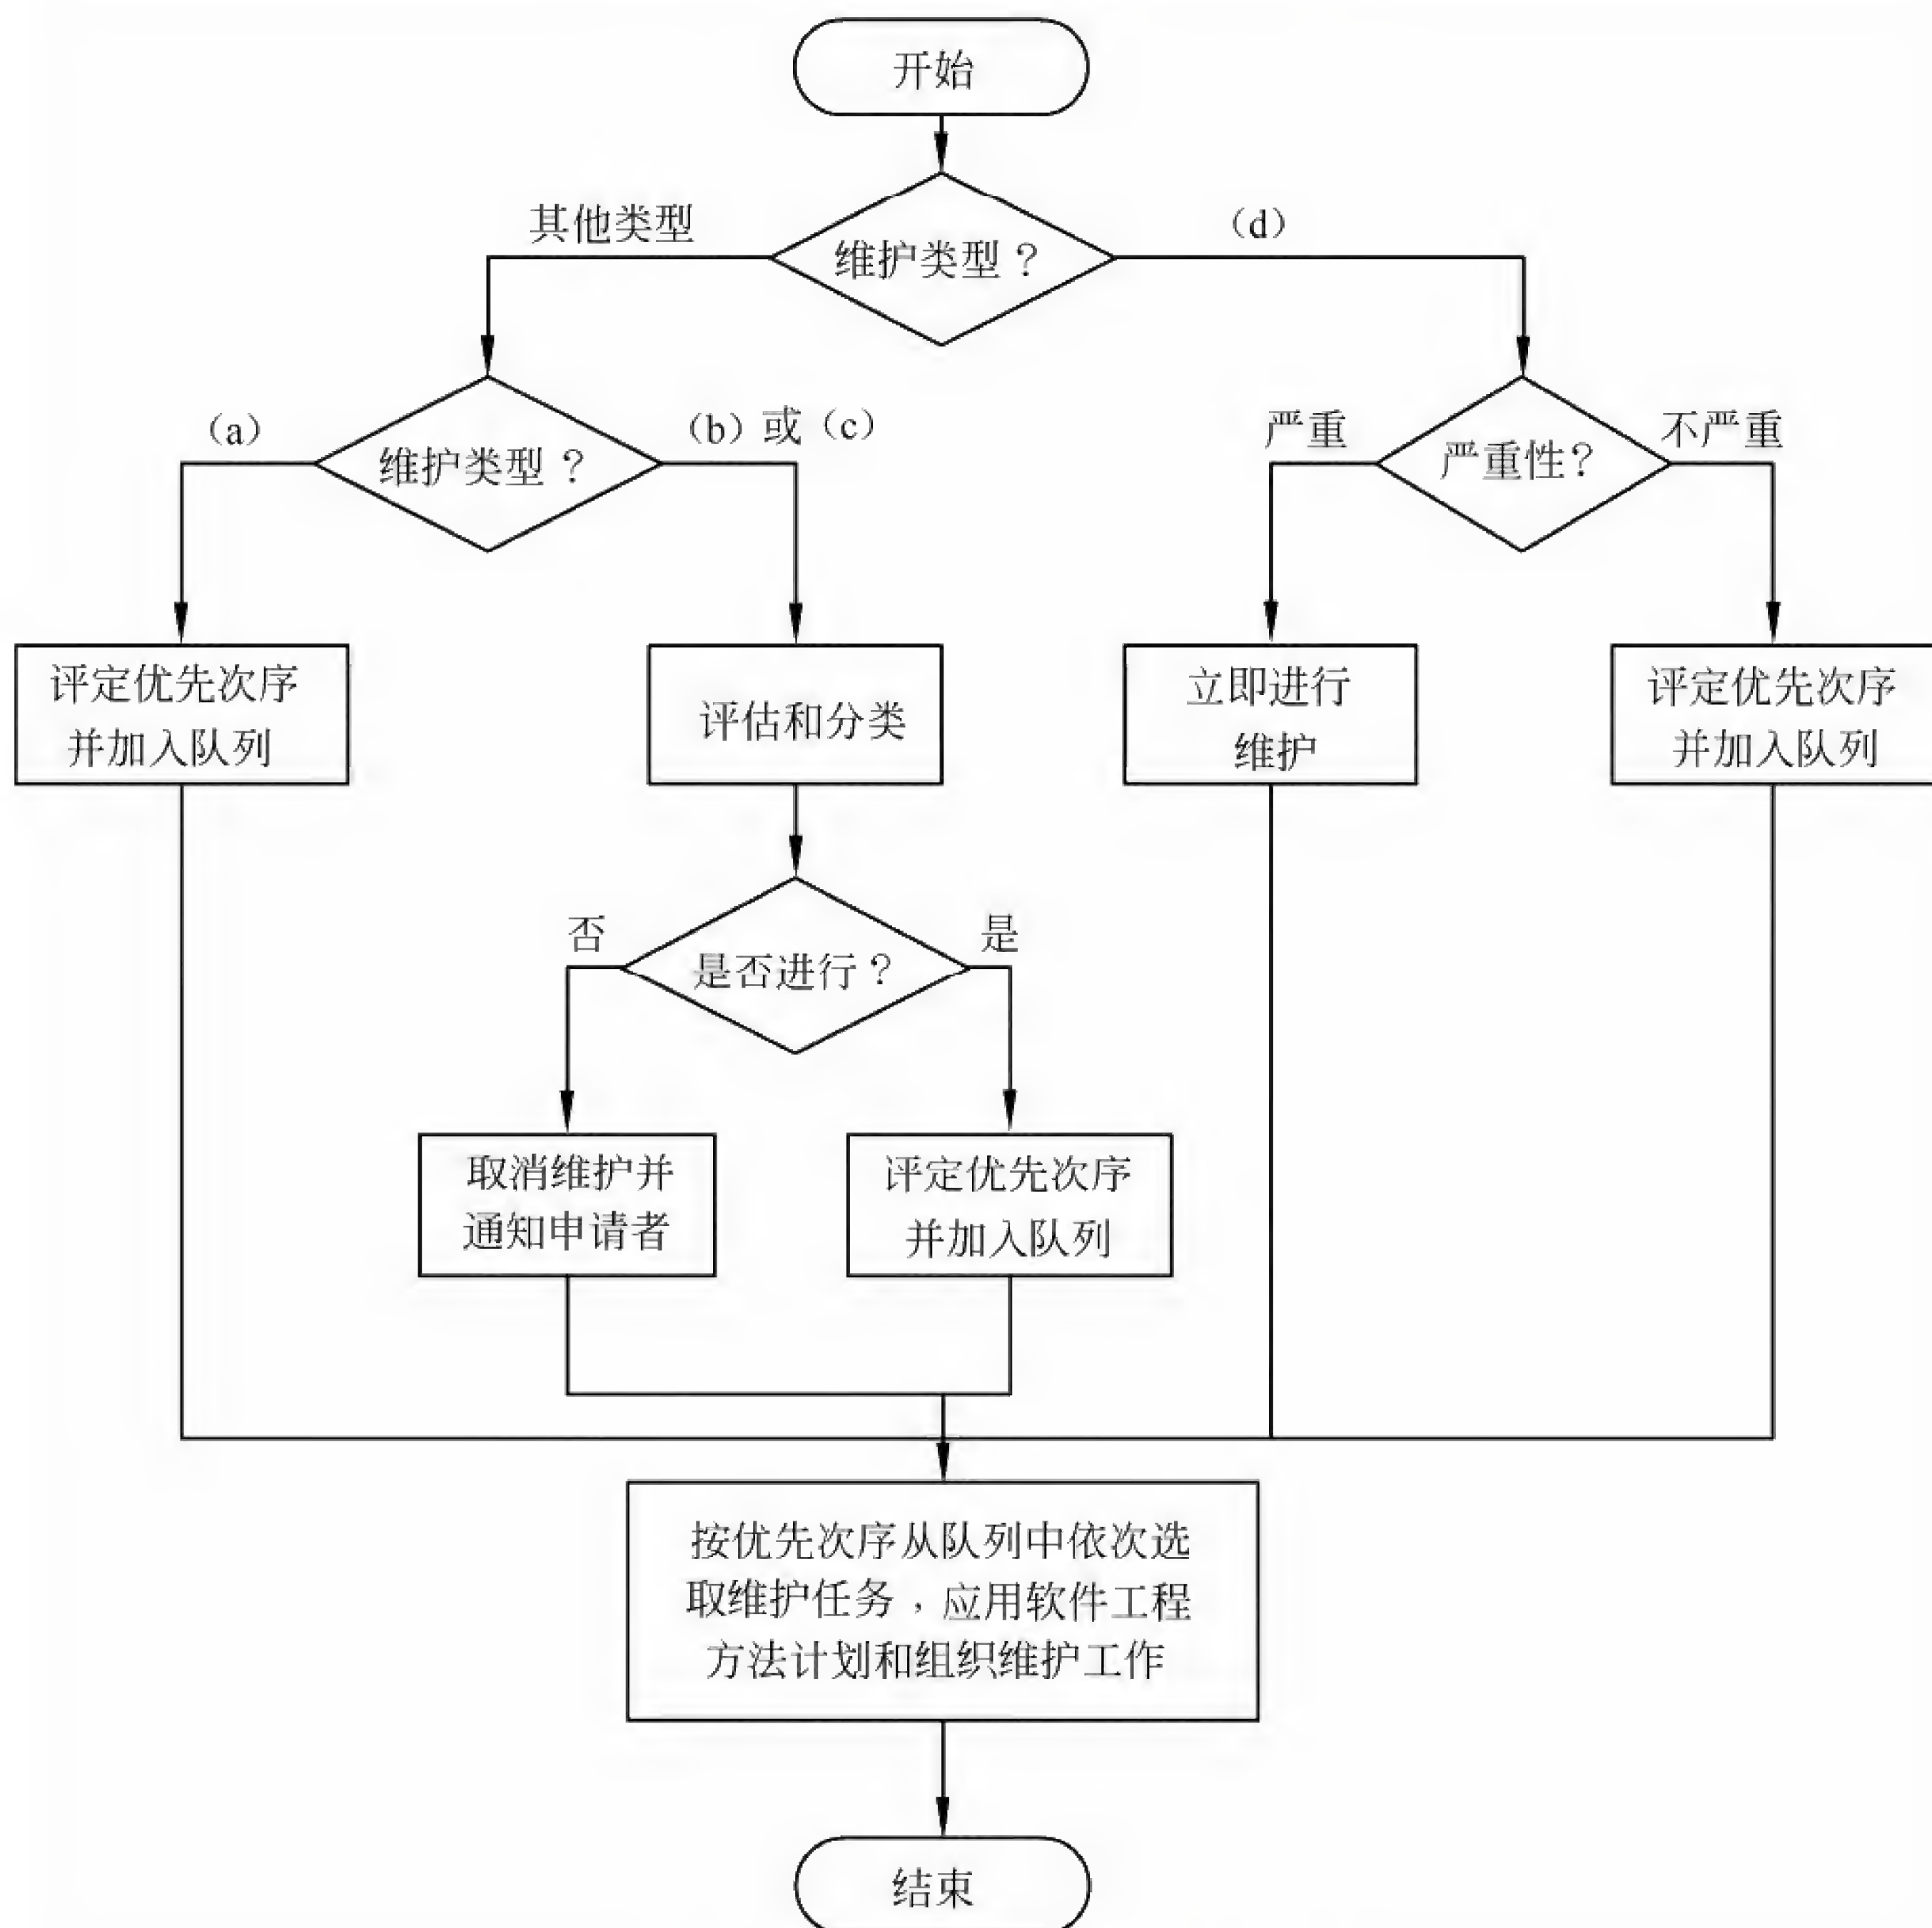 开始
其他类型
维护类型？
（d）
（a）
维护类型？
（b）或（c）
严重
严重性?
不严重
评定优先次序
并加入队列
评估和分类
立即进行
维护
评定优先次序
并加入队列
否
是否进行？
是
取消维护并
通知申请者
评定优先次序
并加入队列
按优先次序从队列中依次选
取维护任务，应用软件工程
方法计划和组织维护工作
结束